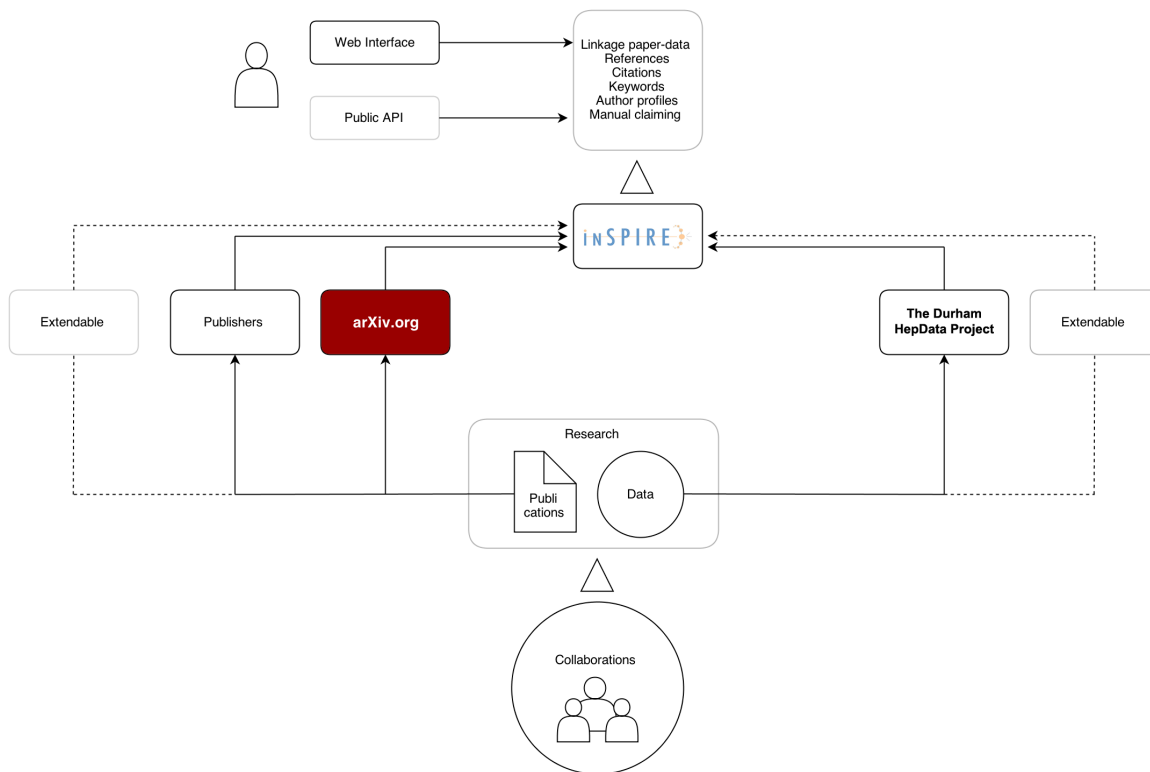 Web Interface
Public API
Linkage paper-data
References
Citations
Keywords
Author profiles
Manual claiming
inSPIRE
Extendable
Publishers
arXiv.org
The Durham
HepData Project
Extendable
Research
Publi
cations
Data
Collaborations